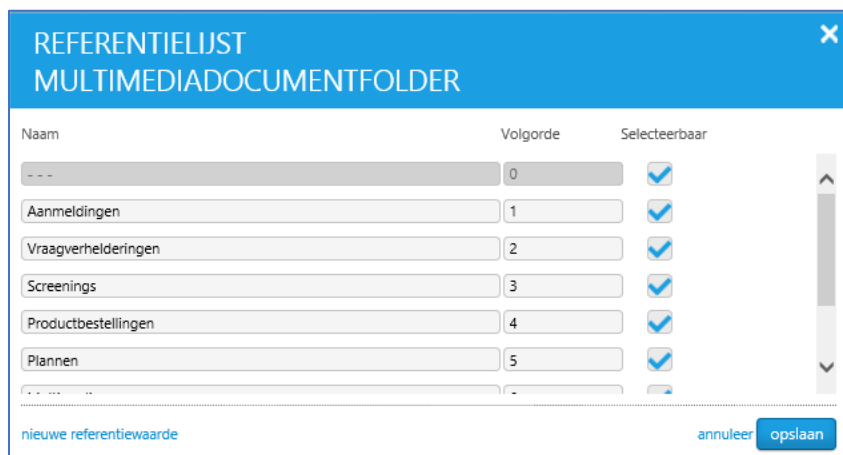 REFERENTIELIJST
MULTIMEDIADOCUMENTFOLDER
Naam Volgorde Selecteerbaar
- - - 0
Aanmeldingen 1
Vraagverhelderingen 2
Screenings 3
Productbestellingen 4
Plannen 5
nieuwe referentiewaarde annuleer opslaan